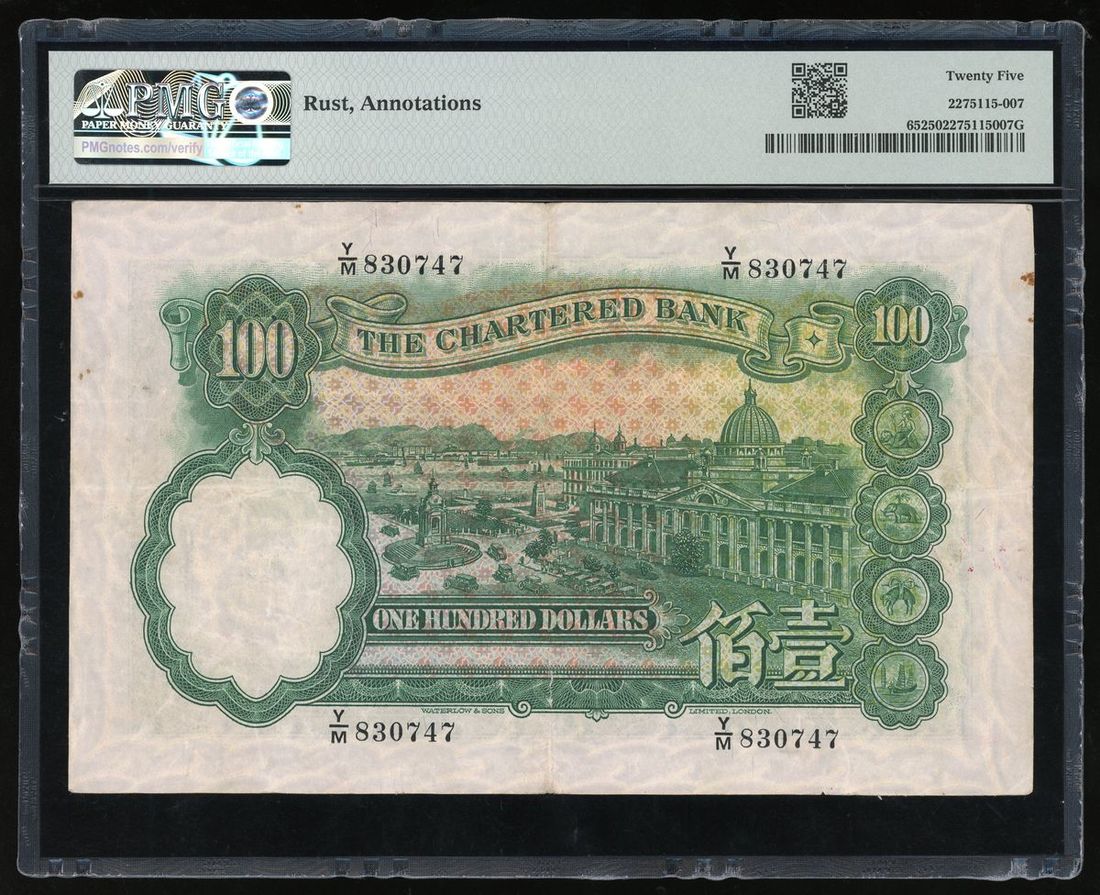 PMG
PAPER MONEY GUARANTY
PMGnotes.com/verify
Rust, Annotations
Twenty Five
2275115-007
652502275115007G
Y/M 830747
Y/M 830747
100
THE CHARTERED BANK
100
ONE HUNDRED DOLLARS
佰壹
WATERLOW & SONS LIMITED, LONDON.
Y/M 830747
Y/M 830747